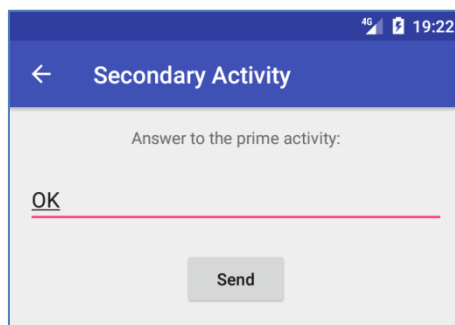 4G 19:22
Secondary Activity
Answer to the prime activity:
OK
Send